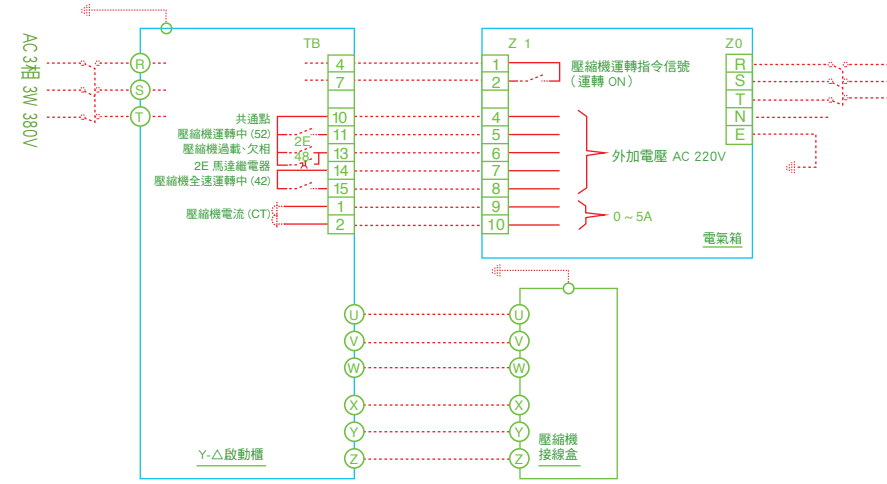 AC 3相 3W 380V
R
S
T
TB
4
7
共通點
10
壓縮機運轉中 (52)
11
2E
壓縮機過載、欠相
13
48
2E 馬達繼電器
14
壓縮機全速運轉中 (42)
15
壓縮機電流 (CT)
1
2
U
V
W
X
Y
Z
Y-△啟動櫃
Z 1
1
2
壓縮機運轉指令信號
(運轉 ON)
4
5
6
7
8
外加電壓 AC 220V
9
10
0 ~ 5A
Z0
R
S
T
N
E
電氣箱
U
V
W
X
Y
Z
壓縮機
接線盒